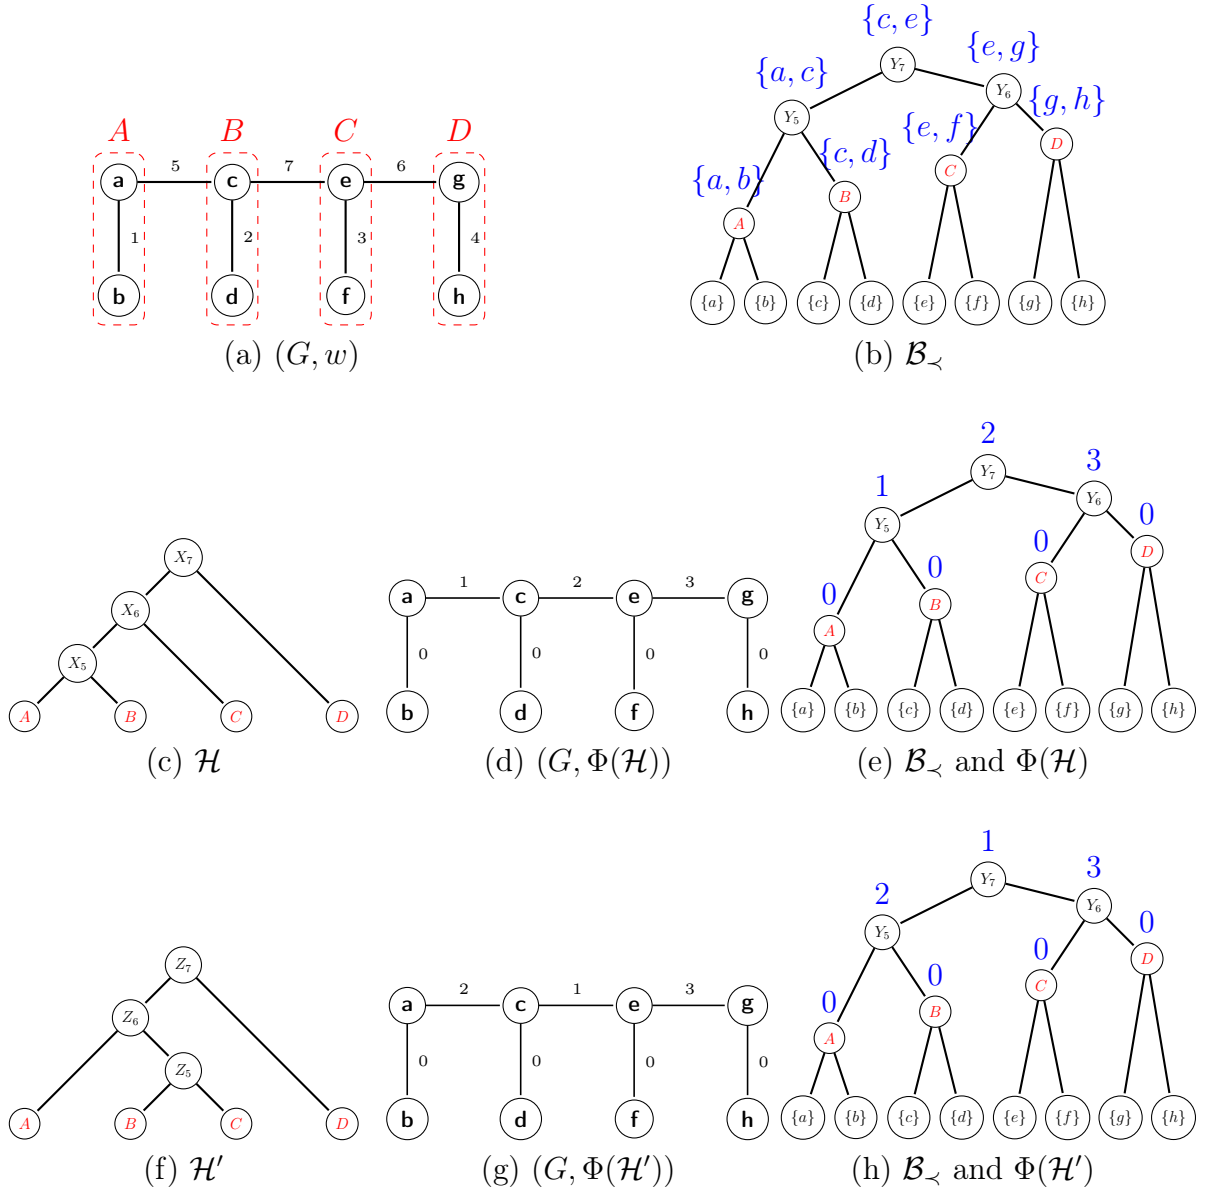 A B C D
a 5 c 7 e 6 g
1 2 3 4
b d f h
(a) (G, w)
{c, e}
{e, g}
Y7
{a, c}
Y6
{g, h}
Y5
{e, f}
D
{c, d}
C
{a, b}
B
A
{a} {b} {c} {d} {e} {f} {g} {h}
(b) ℬ≺
X7
X6
X5
A B C D
(c) ℋ
a 1 c 2 e 3 g
0 0 0 0
b d f h
(d) (G, Φ(ℋ))
2
3
Y7
1
Y6
0
Y5
0
D
0
C
0
B
A
{a} {b} {c} {d} {e} {f} {g} {h}
(e) ℬ≺ and Φ(ℋ)
Z7
Z6
Z5
A B C D
(f) ℋ′
a 2 c 1 e 3 g
0 0 0 0
b d f h
(g) (G, Φ(ℋ′))
1
3
Y7
2
Y6
0
Y5
0
D
0
C
0
B
A
{a} {b} {c} {d} {e} {f} {g} {h}
(h) ℬ≺ and Φ(ℋ′)